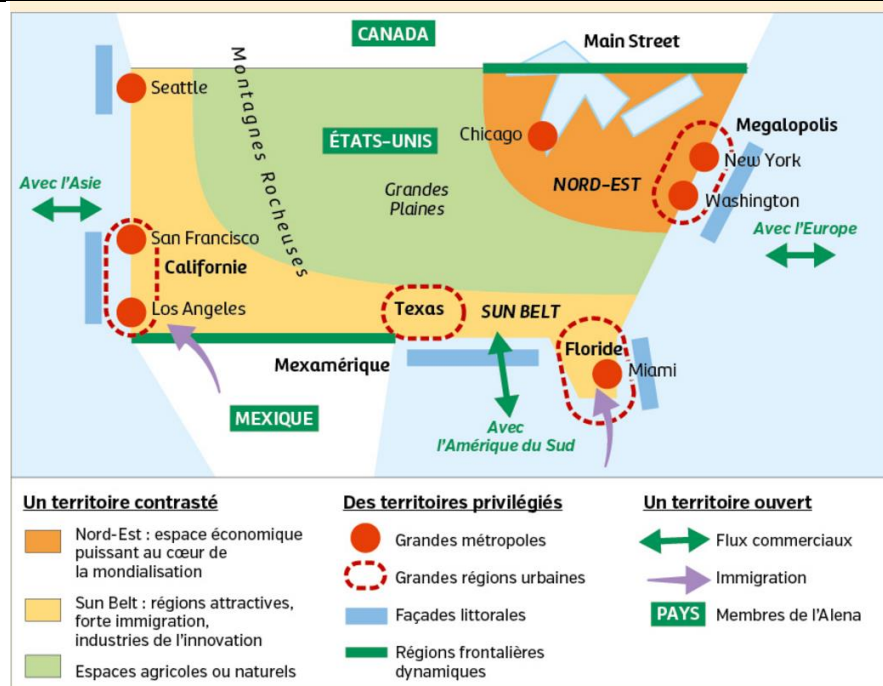 CANADA
Main Street
Montagnes Rocheuses
Seattle
Chicago
ÉTATS–UNIS
Megalopolis
New York
Grandes
Plaines
NORD–EST
Washington
Avec l'Asie
Avec l'Europe
San Francisco
Californie
Los Angeles
Texas
SUN BELT
Floride
Mexamérique
Miami
MEXIQUE
Avec
l'Amérique du Sud
Un territoire contrasté
Nord-Est : espace économique
puissant au cœur de
la mondialisation
Sun Belt : régions attractives,
forte immigration,
industries de l'innovation
Espaces agricoles ou naturels
Des territoires privilégiés
Grandes métropoles
Grandes régions urbaines
Façades littorales
Régions frontalières
dynamiques
Un territoire ouvert
Flux commerciaux
Immigration
PAYS Membres de l'Alena